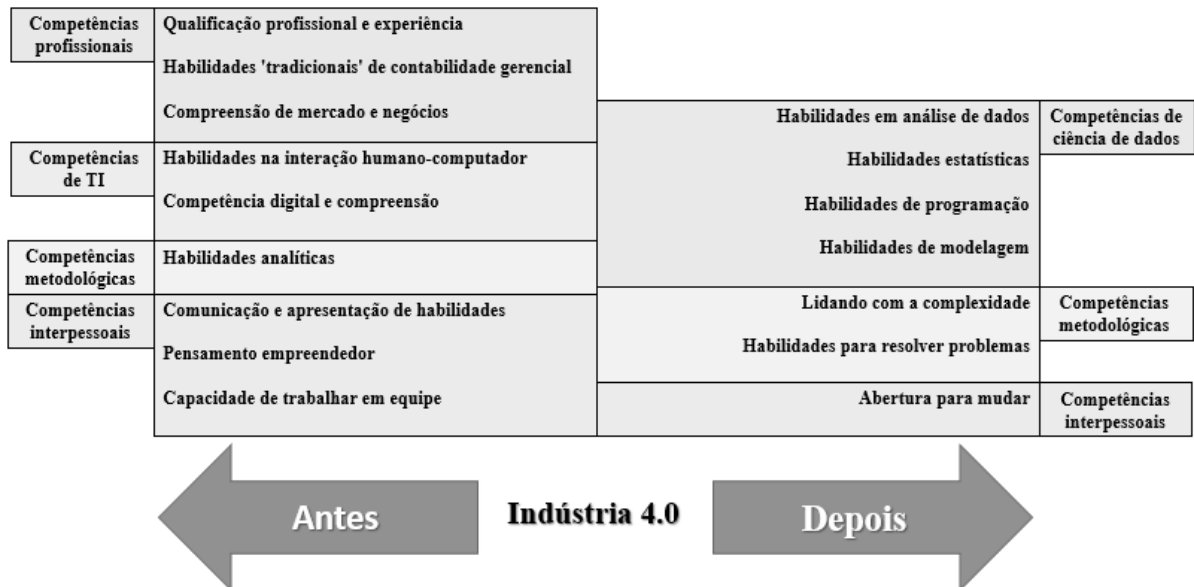 Competências
profissionais
Qualificação profissional e experiência
Habilidades 'tradicionais' de contabilidade gerencial
Compreensão de mercado e negócios
Competências
de TI
Habilidades na interação humano-computador
Competência digital e compreensão
Competências
metodológicas
Habilidades analíticas
Competências
interpessoais
Comunicação e apresentação de habilidades
Pensamento empreendedor
Capacidade de trabalhar em equipe
Habilidades em análise de dados
Habilidades estatísticas
Habilidades de programação
Habilidades de modelagem
Competências de
ciência de dados
Lidando com a complexidade
Habilidades para resolver problemas
Competências
metodológicas
Abertura para mudar
Competências
interpessoais
Antes
Indústria 4.0
Depois